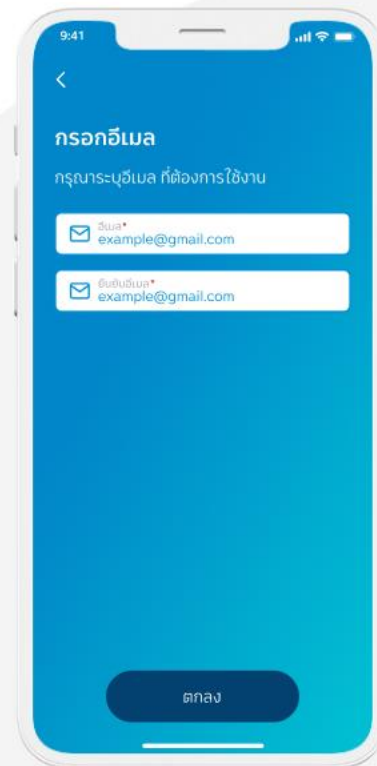 9:41
กรอกอีเมล
กรุณาระบุอีเมล ที่ต้องการใช้งาน
อีเมล*
example@gmail.com
ยืนยันอีเมล*
example@gmail.com
ตกลง